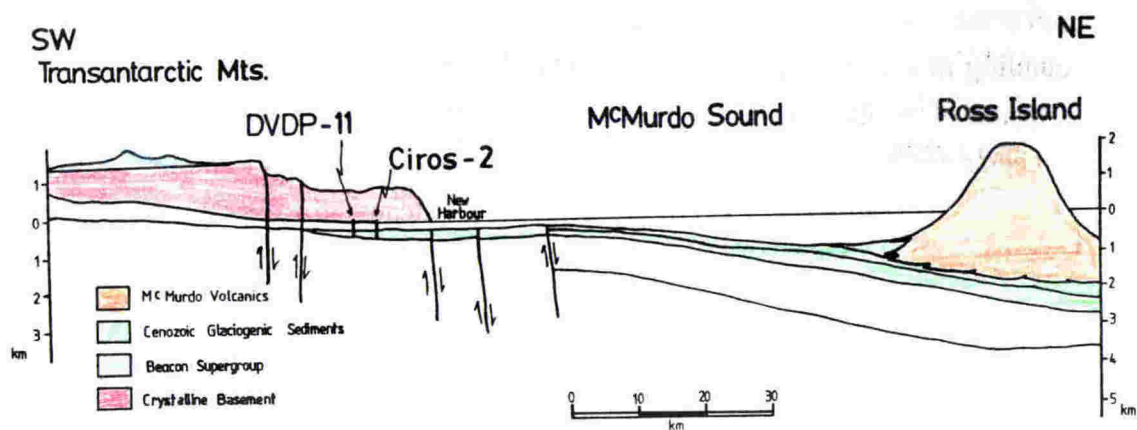 SW
NE
Transantarctic Mts.
DVDP-11
Ciros-2
McMurdo Sound
Ross Island
New
Harbour
1
0
1
2
3
km
2
1
0
1
2
3
4
5
km
McMurdo Volcanics
Cenozoic Glaciogenic Sediments
Beacon Supergroup
Crystalline Basement
0 10 20 30
km